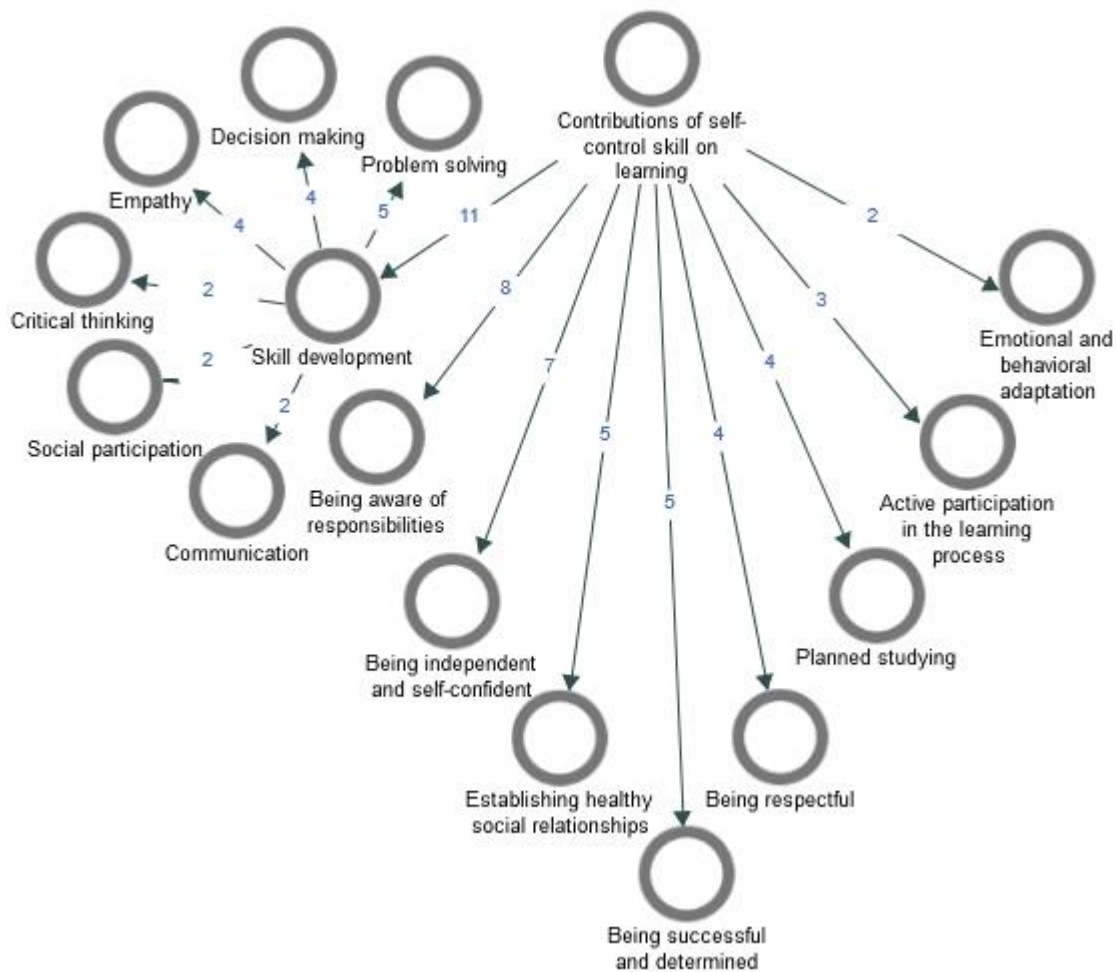 Contributions of self-
control skill on
learning
Decision making
Problem solving
Empathy
4
5
11
2
4
Critical thinking
2
8
3
Skill development
Emotional and
behavioral
adaptation
2
7
4
Social participation
2
5
4
Being aware of
responsibilities
Communication
5
Active participation
in the learning
process
Being independent
and self-confident
Planned studying
Establishing healthy
social relationships
Being respectful
Being successful
and determined